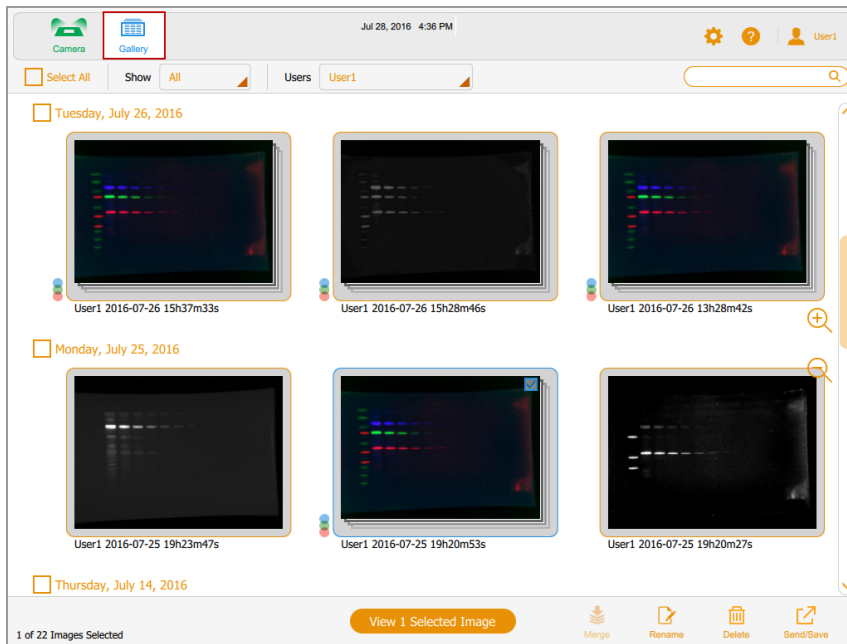 Jul 28, 2016 4:36 PM
Camera
Gallery
?
User1
Select All
Show
All
Users
User1
Tuesday, July 26, 2016
User1 2016-07-26 15h37m33s
User1 2016-07-26 15h28m46s
User1 2016-07-26 13h28m42s
Monday, July 25, 2016
User1 2016-07-25 19h23m47s
User1 2016-07-25 19h20m53s
User1 2016-07-25 19h20m27s
Thursday, July 14, 2016
1 of 22 Images Selected
View 1 Selected Image
Merge
Rename
Delete
Send/Save